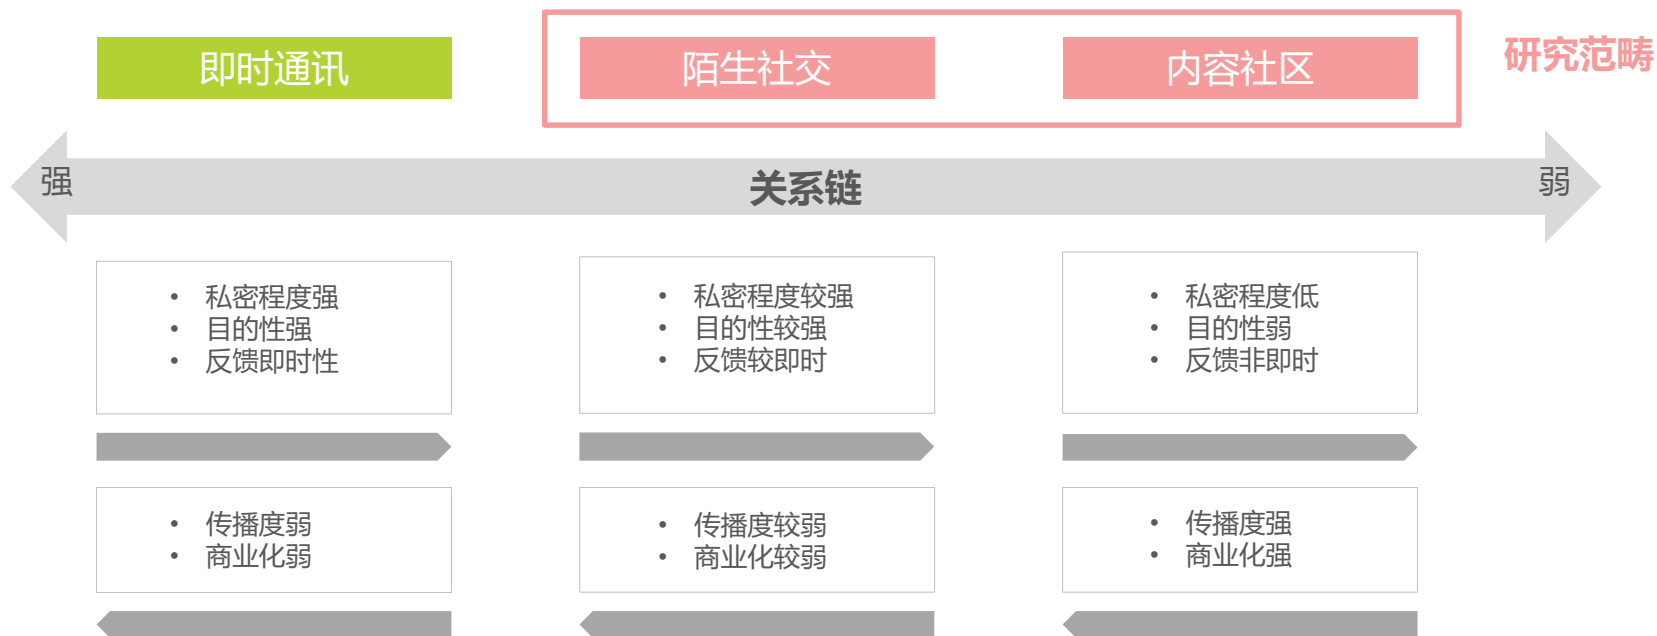 即时通讯
陌生社交
内容社区
研究范畴
强
关系链
弱
• 私密程度强
• 目的性强
• 反馈即时性
• 私密程度较强
• 目的性较强
• 反馈较即时
• 私密程度低
• 目的性弱
• 反馈非即时
• 传播度弱
• 商业化弱
• 传播度较弱
• 商业化较弱
• 传播度强
• 商业化强